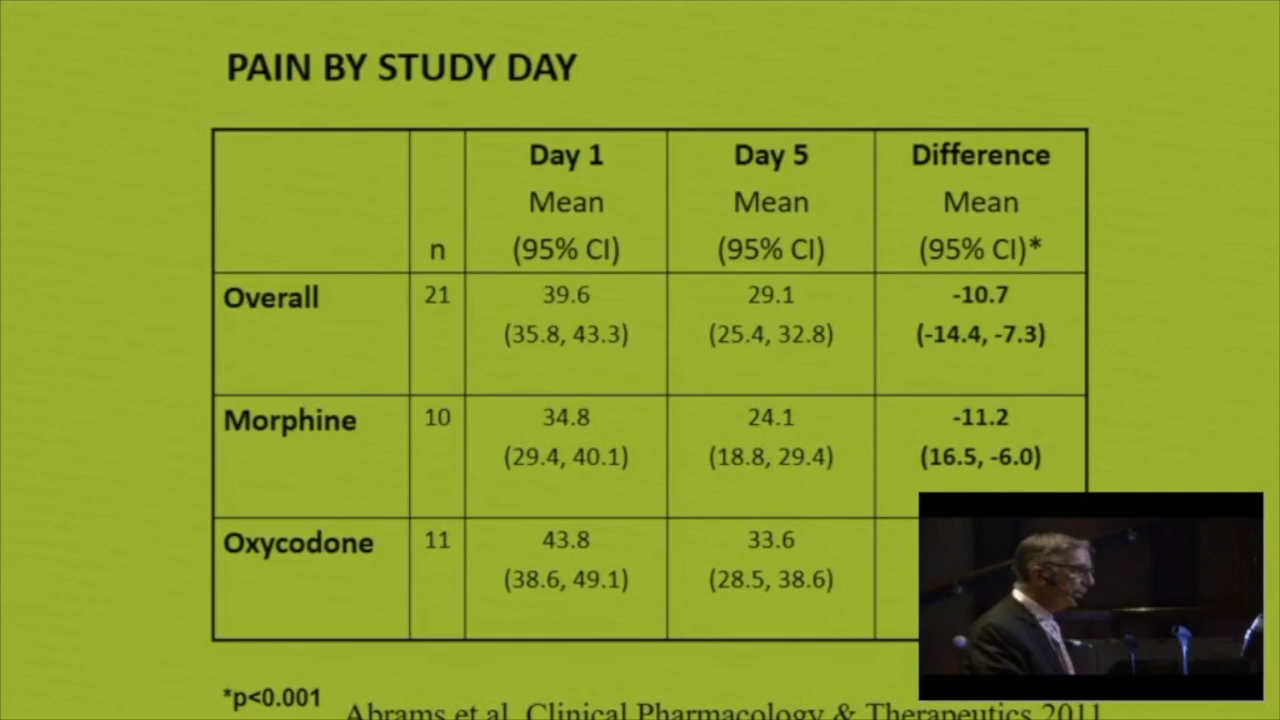 PAIN BY STUDY DAY
Day 1 Day 5 Difference
Mean Mean Mean
n (95% CI) (95% CI) (95% CI)*
Overall 21 39.6 29.1 -10.7
(35.8, 43.3) (25.4, 32.8) (-14.4, -7.3)
Morphine 10 34.8 24.1 -11.2
(29.4, 40.1) (18.8, 29.4) (16.5, -6.0)
Oxycodone 11 43.8 33.6
(38.6, 49.1) (28.5, 38.6)
*p<0.001
Abrams et al, Clinical Pharmacology & Therapeutics 2011